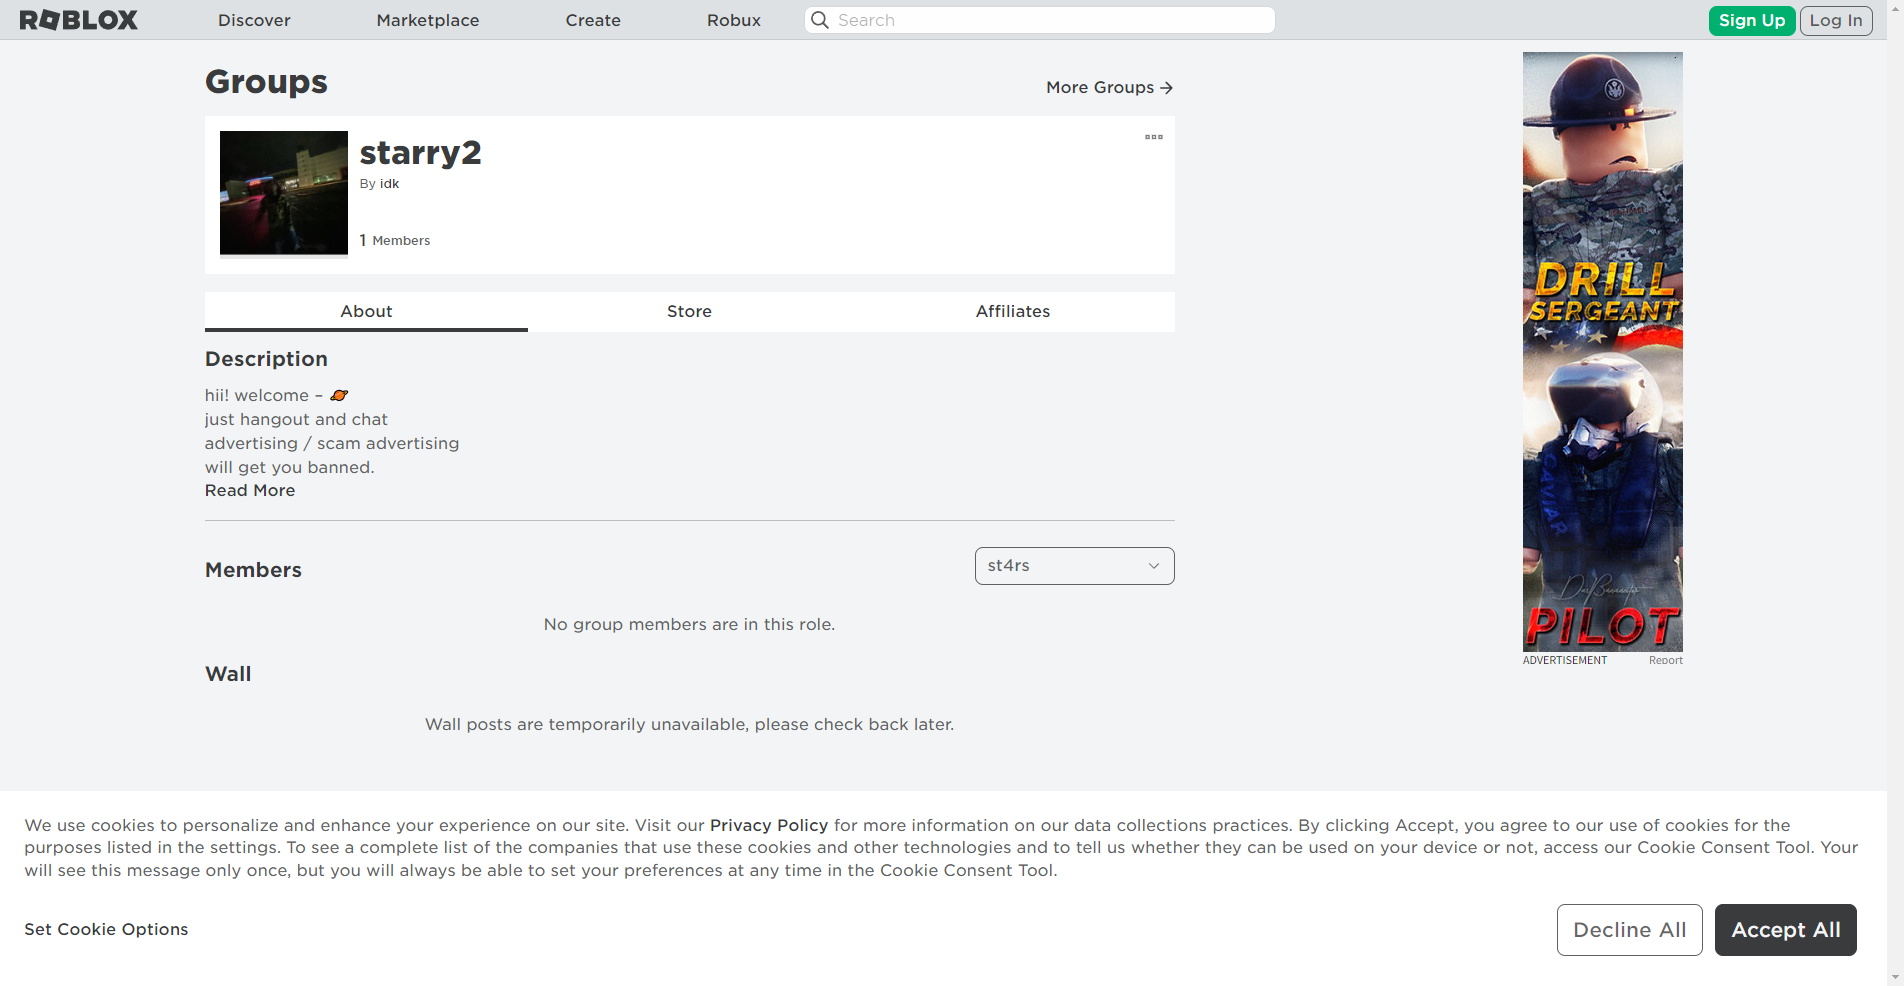 ROBLOX
Discover
Marketplace
Create
Robux
Search
Sign Up
Log In
Groups
More Groups →
starry2
By idk
1 Members
About
Store
Affiliates
Description
hii! welcome – 🪐
just hangout and chat
advertising / scam advertising
will get you banned.
Read More
Members
st4rs
No group members are in this role.
Wall
Wall posts are temporarily unavailable, please check back later.
DRILL
SERGEANT
CAVIAR
PILOT
ADVERTISEMENT
Report
We use cookies to personalize and enhance your experience on our site. Visit our Privacy Policy for more information on our data collections practices. By clicking Accept, you agree to our use of cookies for the
purposes listed in the settings. To see a complete list of the companies that use these cookies and other technologies and to tell us whether they can be used on your device or not, access our Cookie Consent Tool. Your
will see this message only once, but you will always be able to set your preferences at any time in the Cookie Consent Tool.
Set Cookie Options
Decline All
Accept All